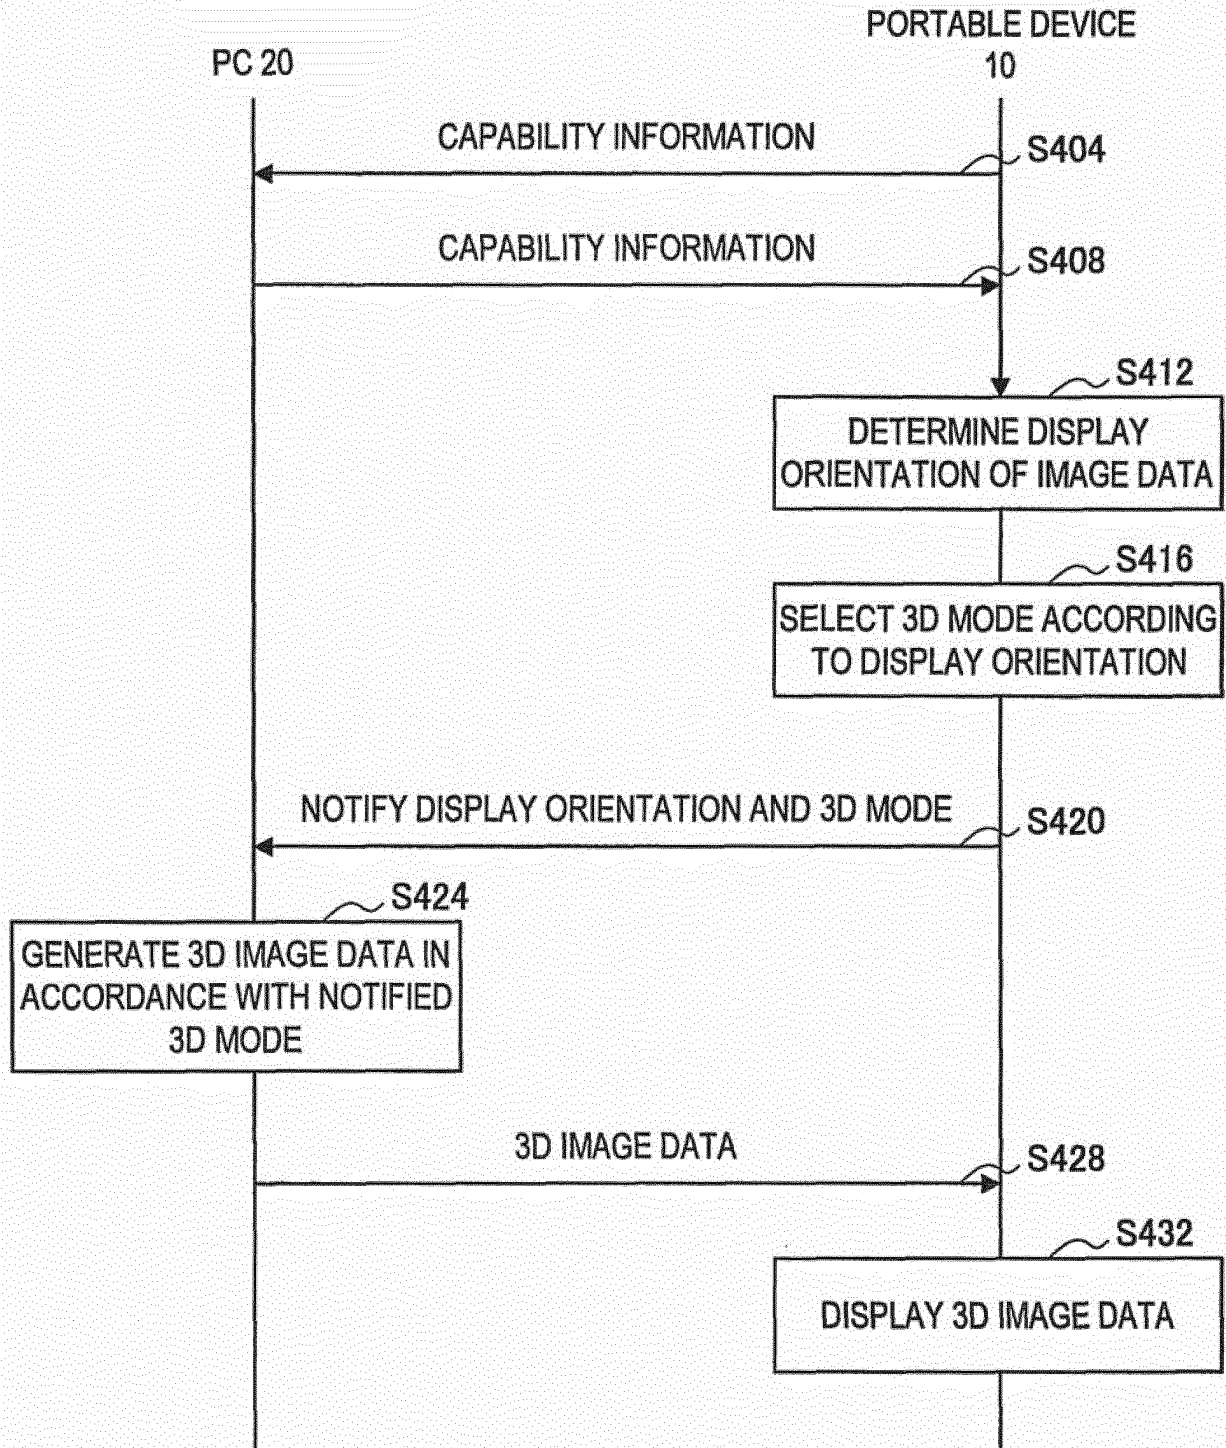 PC 20
PORTABLE DEVICE
10
CAPABILITY INFORMATION
S404
CAPABILITY INFORMATION
S408
S412
DETERMINE DISPLAY
ORIENTATION OF IMAGE DATA
S416
SELECT 3D MODE ACCORDING
TO DISPLAY ORIENTATION
NOTIFY DISPLAY ORIENTATION AND 3D MODE
S420
S424
GENERATE 3D IMAGE DATA IN
ACCORDANCE WITH NOTIFIED
3D MODE
3D IMAGE DATA
S428
S432
DISPLAY 3D IMAGE DATA